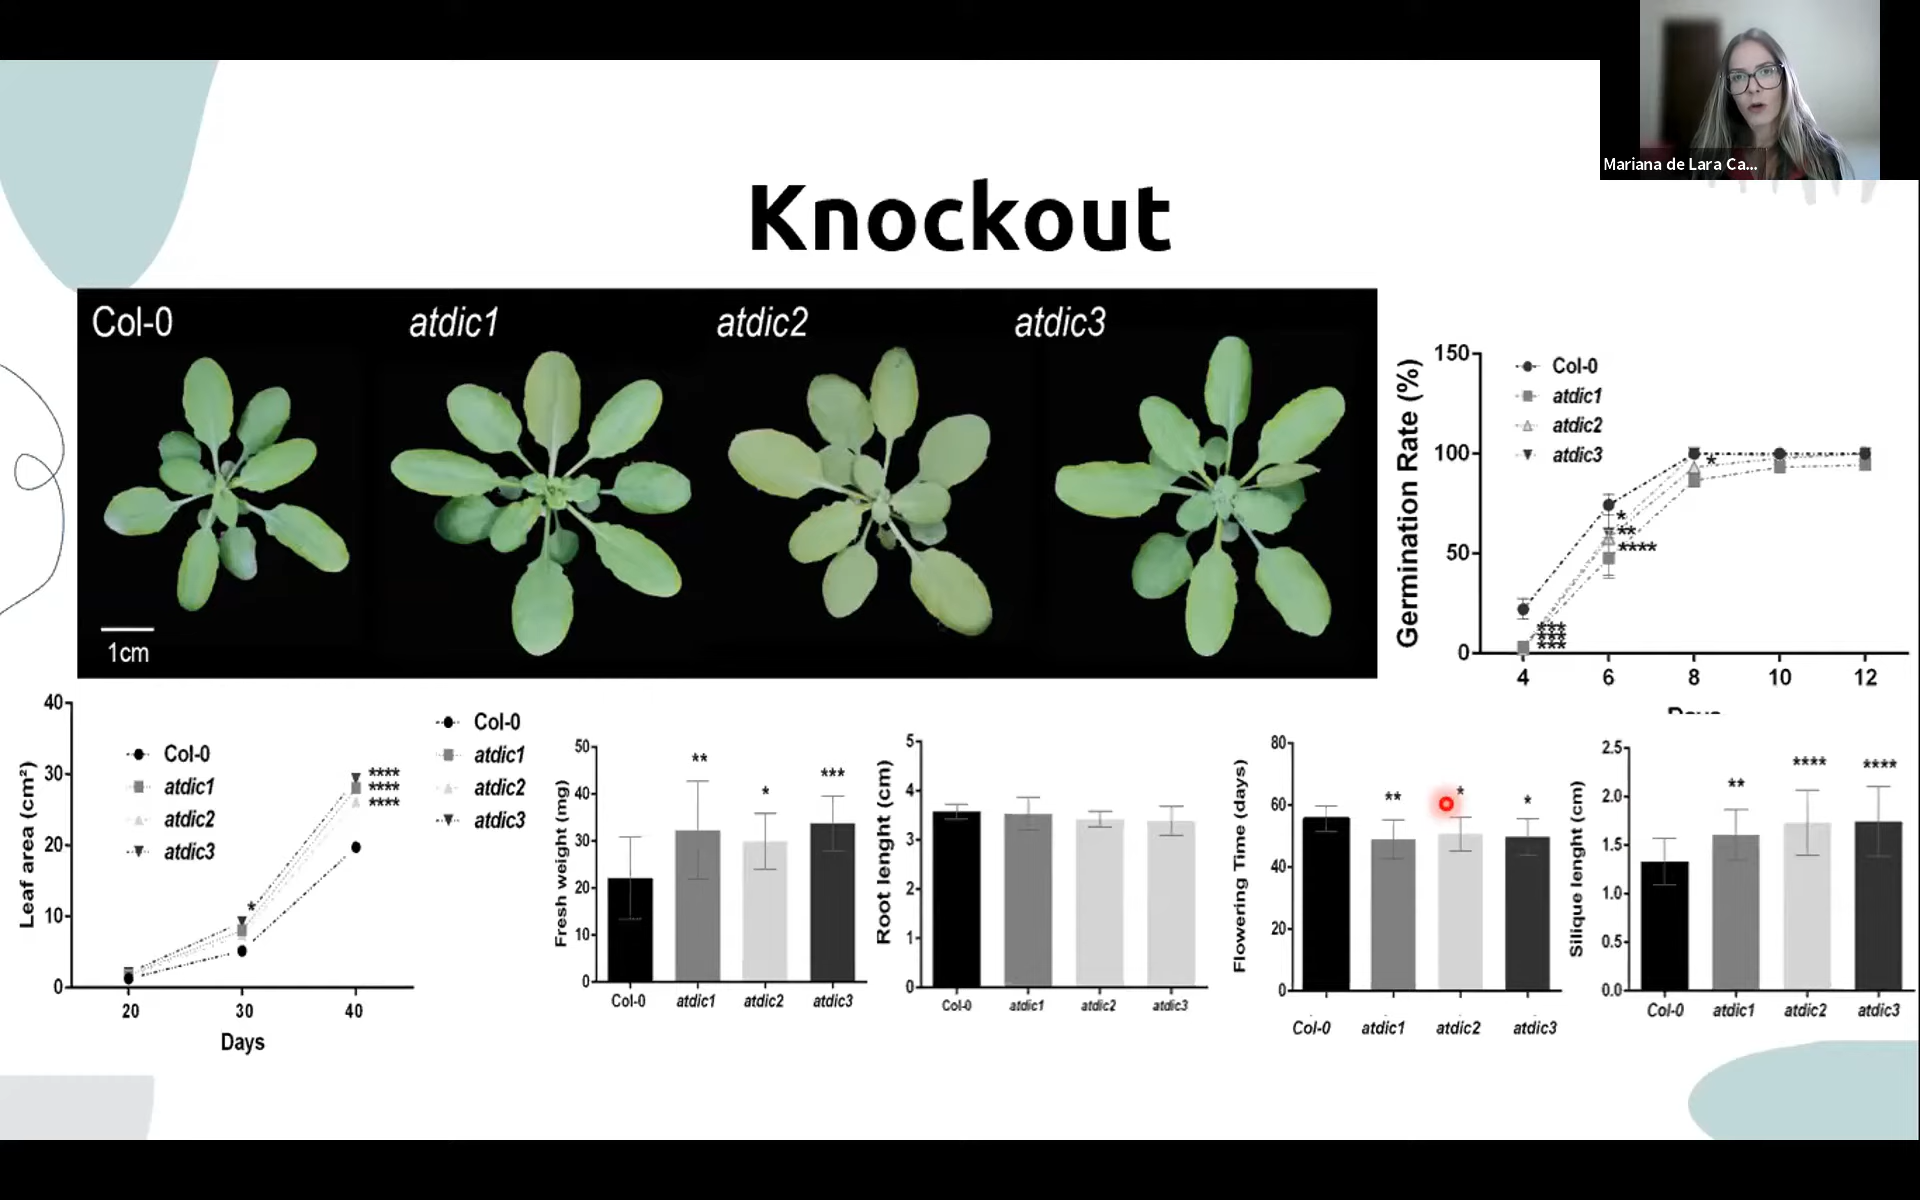 Mariana de Lara Ca...
Knockout
Col-0 atdic1 atdic2 atdic3
1cm
150
100
50
0
Germination Rate (%)
Col-0
atdic1
atdic2
atdic3
*
*
**
****
***
***
***
4 6 8 10 12
Days
40
30
20
10
0
Leaf area (cm²)
Col-0
atdic1
atdic2
atdic3
*
****
****
****
20 30 40
Days
Col-0
atdic1
atdic2
atdic3
50
40
30
20
10
0
Fresh weight (mg)
** * ***
Col-0 atdic1 atdic2 atdic3
5
4
3
2
1
0
Root lenght (cm)
Col-0 atdic1 atdic2 atdic3
80
60
40
20
0
Flowering Time (days)
** * *
Col-0 atdic1 atdic2 atdic3
2.5
2.0
1.5
1.0
0.5
0.0
Silique lenght (cm)
** **** ****
Col-0 atdic1 atdic2 atdic3